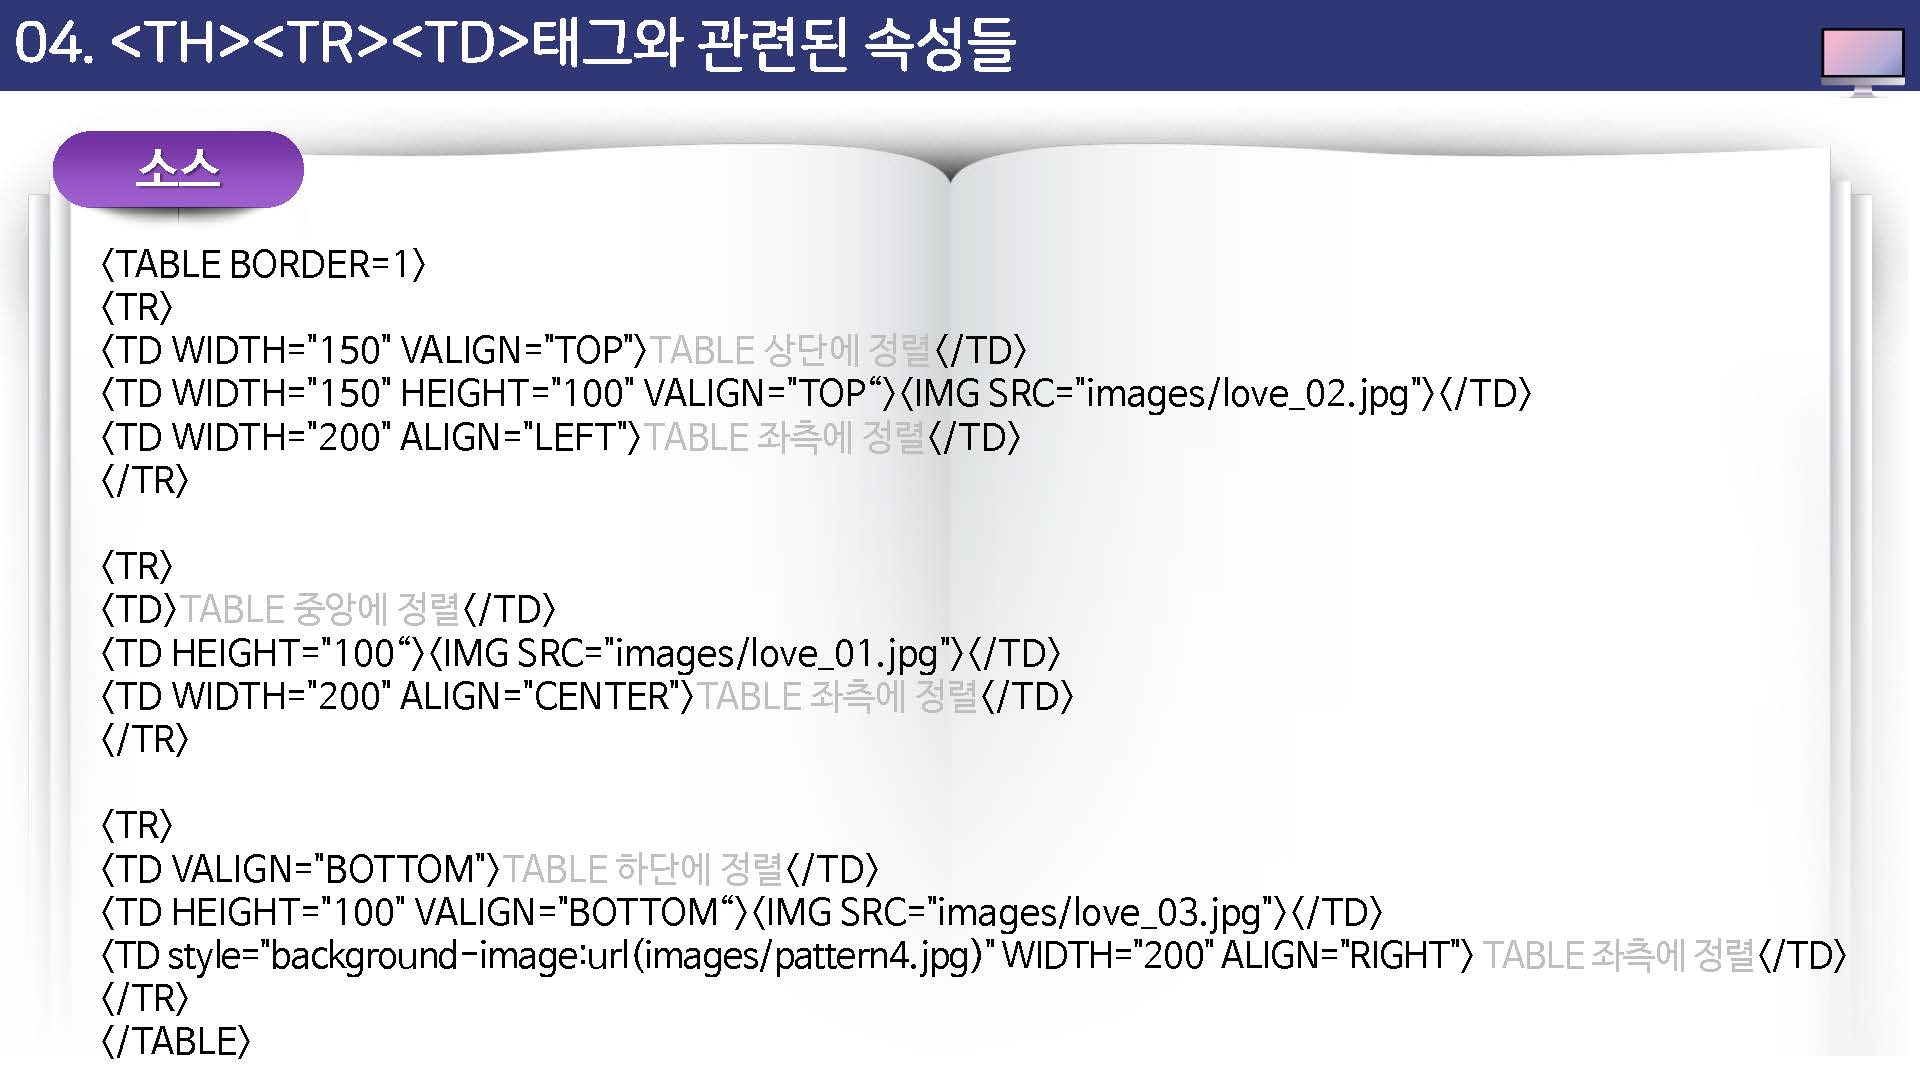 04. <TH><TR><TD>태그와 관련된 속성들
소스
<TABLE BORDER=1>
<TR>
<TD WIDTH="150" VALIGN="TOP">TABLE 상단에 정렬</TD>
<TD WIDTH="150" HEIGHT="100" VALIGN="TOP“><IMG SRC="images/love_02.jpg"></TD>
<TD WIDTH="200" ALIGN="LEFT">TABLE 좌측에 정렬</TD>
</TR>
<TR>
<TD>TABLE 중앙에 정렬</TD>
<TD HEIGHT="100“><IMG SRC="images/love_01.jpg"></TD>
<TD WIDTH="200" ALIGN="CENTER">TABLE 좌측에 정렬</TD>
</TR>
<TR>
<TD VALIGN="BOTTOM">TABLE 하단에 정렬</TD>
<TD HEIGHT="100" VALIGN="BOTTOM“><IMG SRC="images/love_03.jpg"></TD>
<TD style="background-image:url(images/pattern4.jpg)" WIDTH="200" ALIGN="RIGHT"> TABLE 좌측에 정렬</TD>
</TR>
</TABLE>